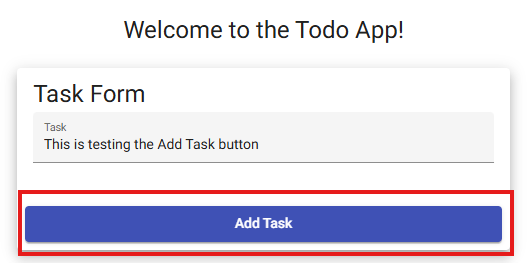 Welcome to the Todo App!
Task Form
Task
This is testing the Add Task button
Add Task